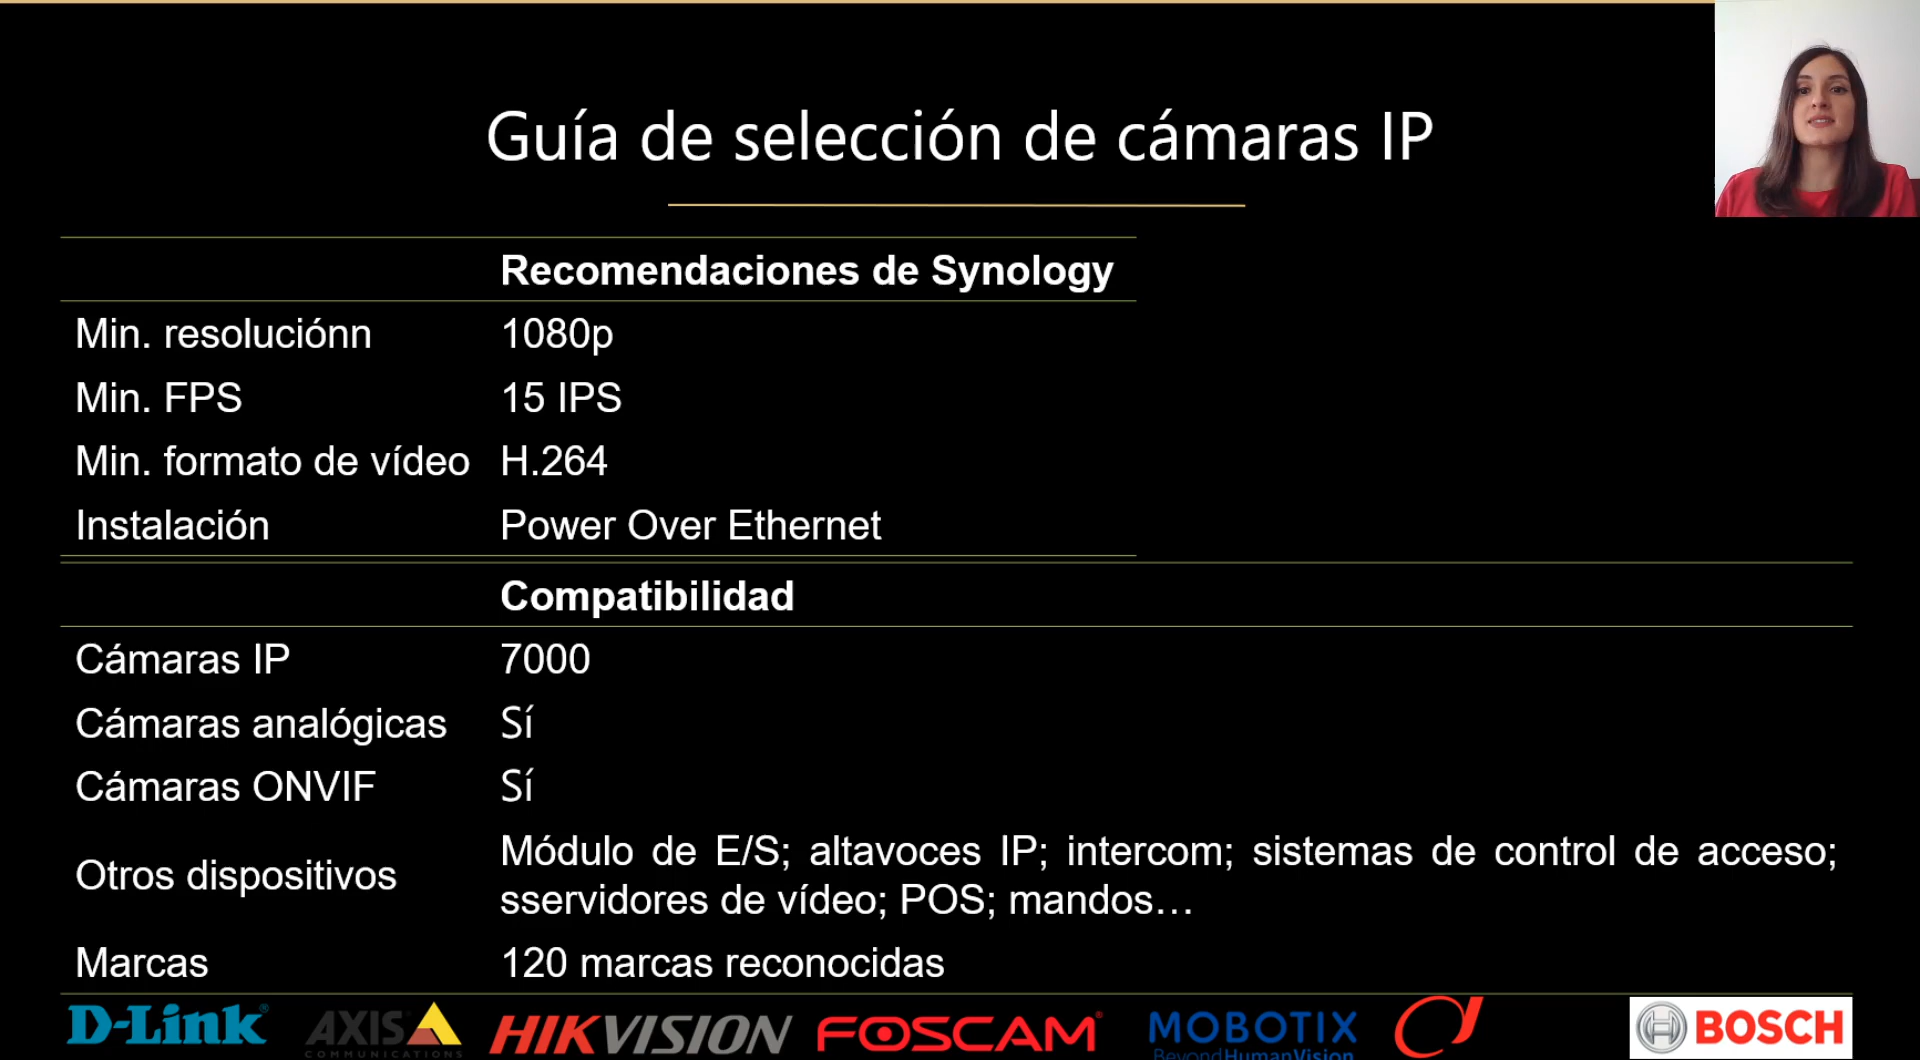 Guía de selección de cámaras IP
Recomendaciones de Synology
Min. resoluciónn 1080p
Min. FPS 15 IPS
Min. formato de vídeo H.264
Instalación Power Over Ethernet
Compatibilidad
Cámaras IP 7000
Cámaras analógicas Sí
Cámaras ONVIF Sí
Otros dispositivos Módulo de E/S; altavoces IP; intercom; sistemas de control de acceso;
sservidores de vídeo; POS; mandos…
Marcas 120 marcas reconocidas
D-Link AXIS HIKVISION FOSCAM MOBOTIX BOSCH
COMMUNICATIONS BeyondHumanVision